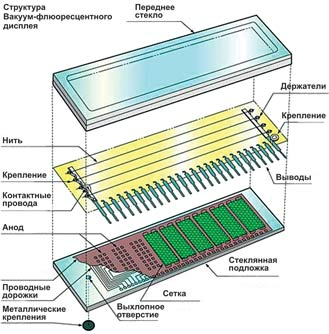 Структура
Вакуум-флюоресцентного
дисплея
Переднее
стекло
Держатели
Крепление
Нить
Крепление
Контактные
провода
Выводы
Анод
Стеклянная
подложка
Проводные
дорожки
Сетка
Металлические
крепления
Выхлопное
отверстие